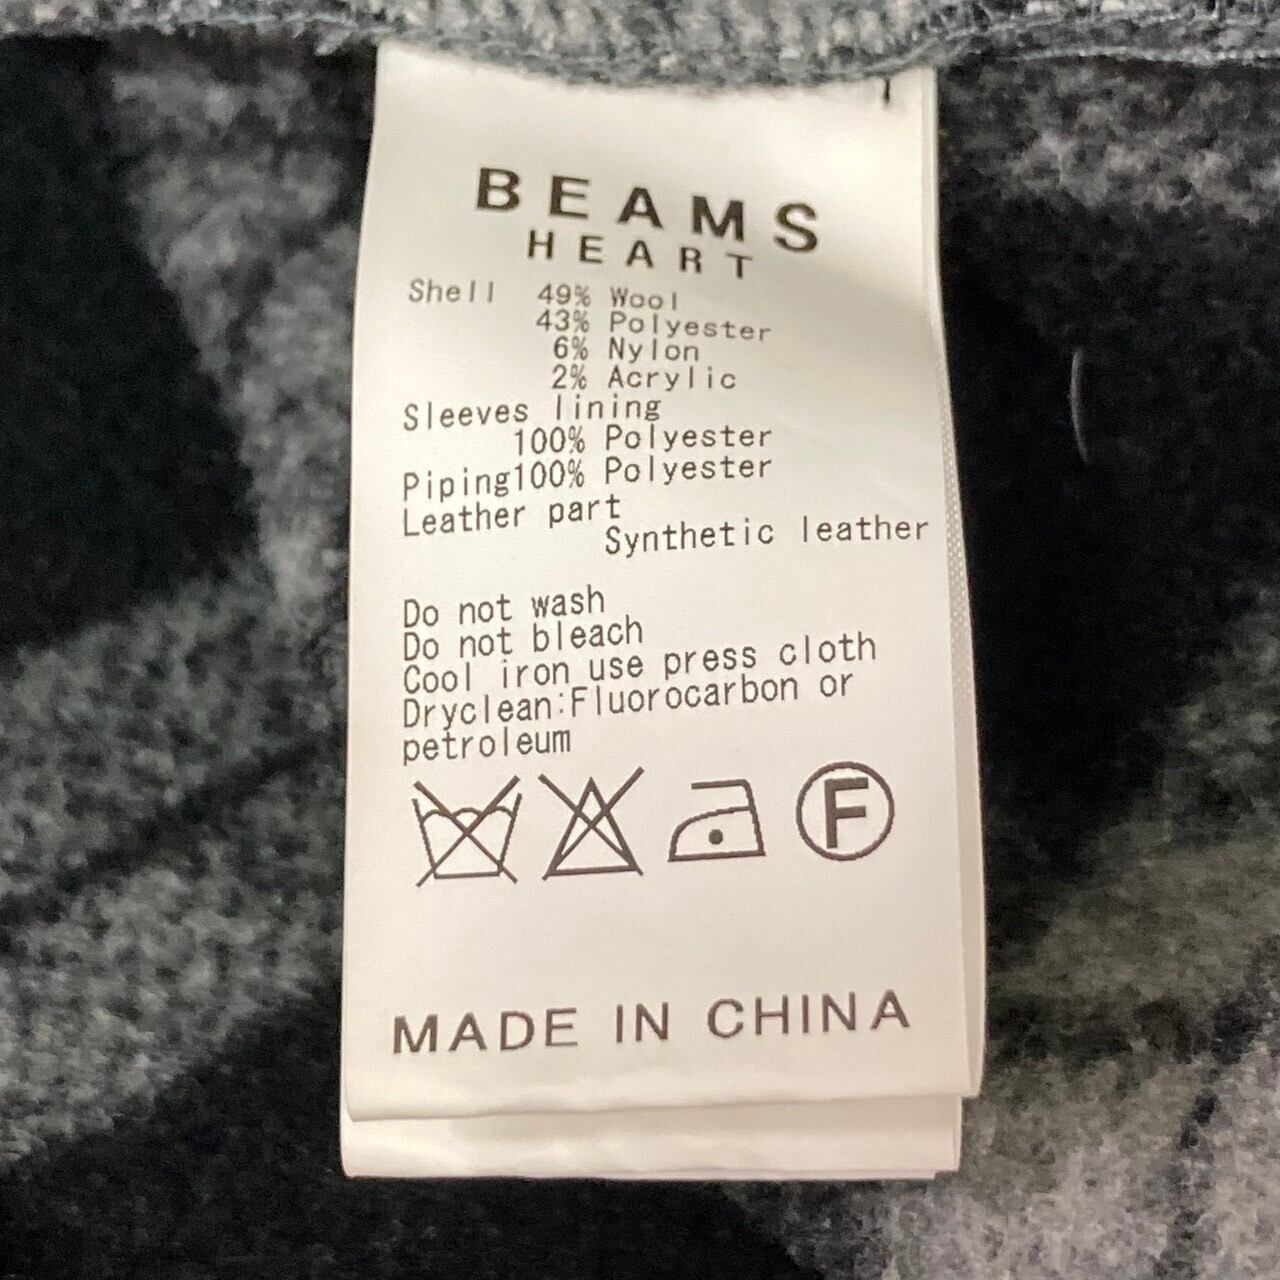 BEAMS
HEART
Shell 49% Wool
43% Polyester
6% Nylon
2% Acrylic
Sleeves lining
100% Polyester
Piping100% Polyester
Leather part
Synthetic leather
Do not wash
Do not bleach
Cool iron use press cloth
Dryclean:Fluorocarbon or
petroleum
F
MADE IN CHINA